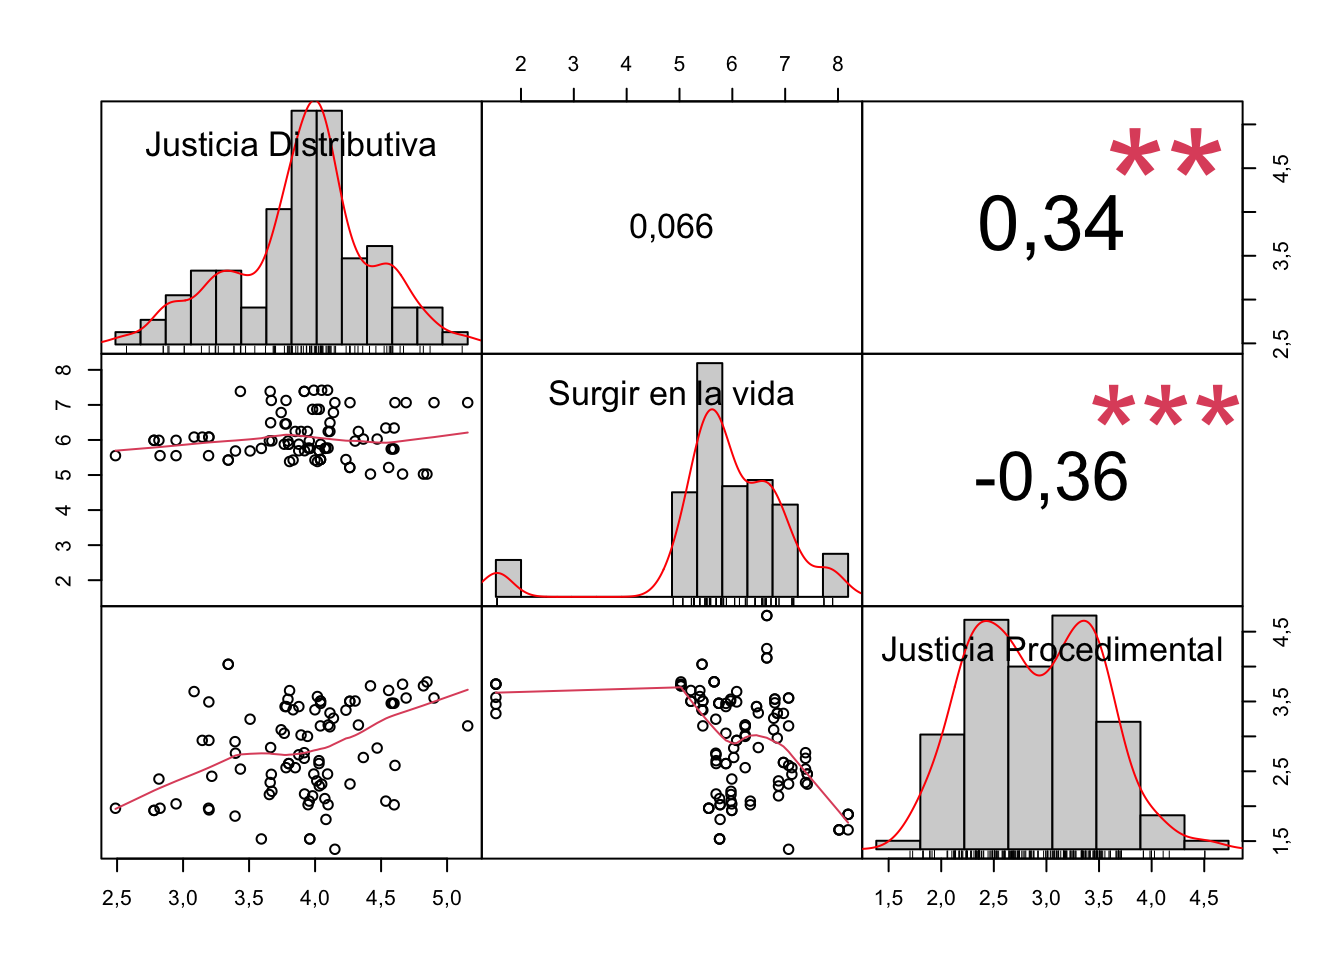 2 3 4 5 6 7 8
Justicia Distributiva
0,066
**
0,34
2,5 3,5 4,5
2 3 4 5 6 7 8
Surgir en la vida
***
-0,36
Justicia Procedimental
1,5 2,5 3,5 4,5
2,5 3,0 3,5 4,0 4,5 5,0
1,5 2,0 2,5 3,0 3,5 4,0 4,5